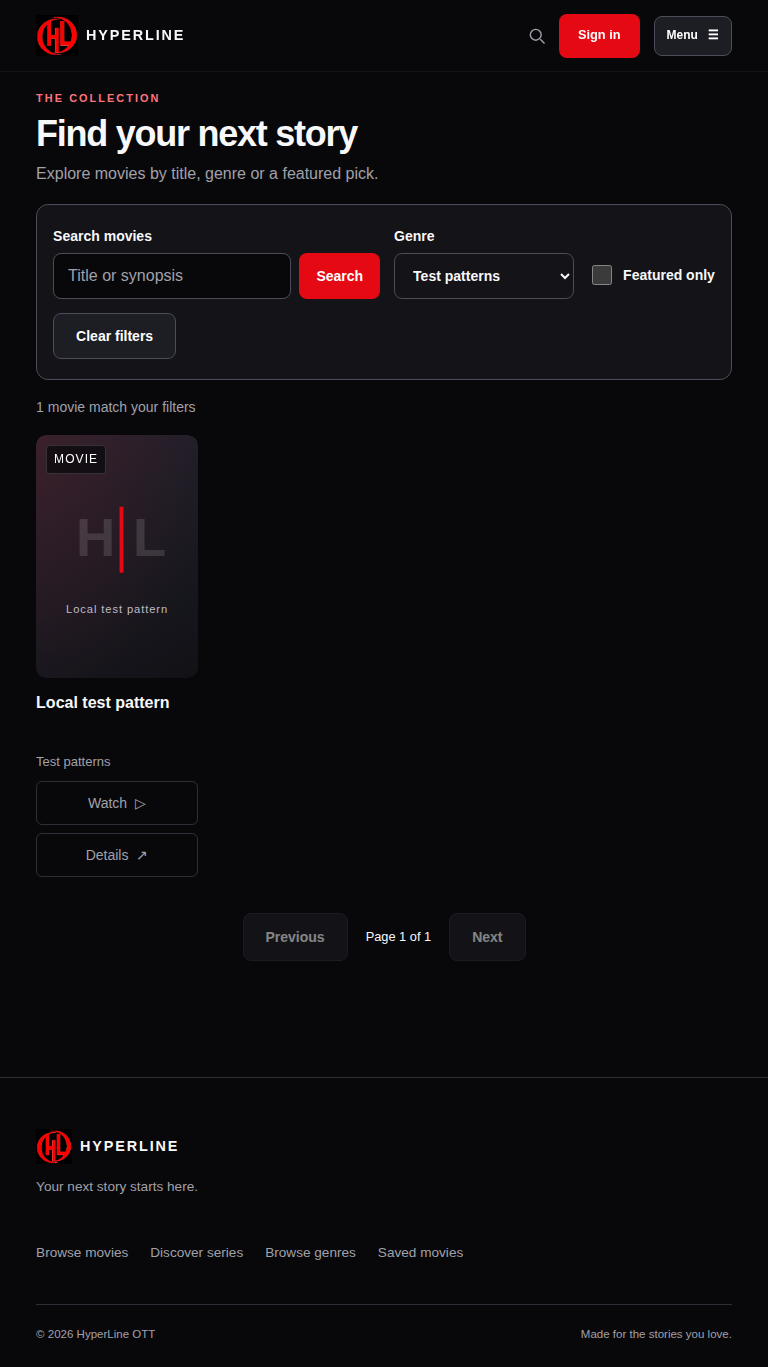 HL HYPERLINE
Sign in
Menu ☰
THE COLLECTION
Find your next story
Explore movies by title, genre or a featured pick.
Search movies
Genre
Title or synopsis
Search
Test patterns
Featured only
Clear filters
1 movie match your filters
MOVIE
H|L
Local test pattern
Local test pattern
Test patterns
Watch ▷
Details ↗
Previous
Page 1 of 1
Next
HL HYPERLINE
Your next story starts here.
Browse movies Discover series Browse genres Saved movies
© 2026 HyperLine OTT
Made for the stories you love.